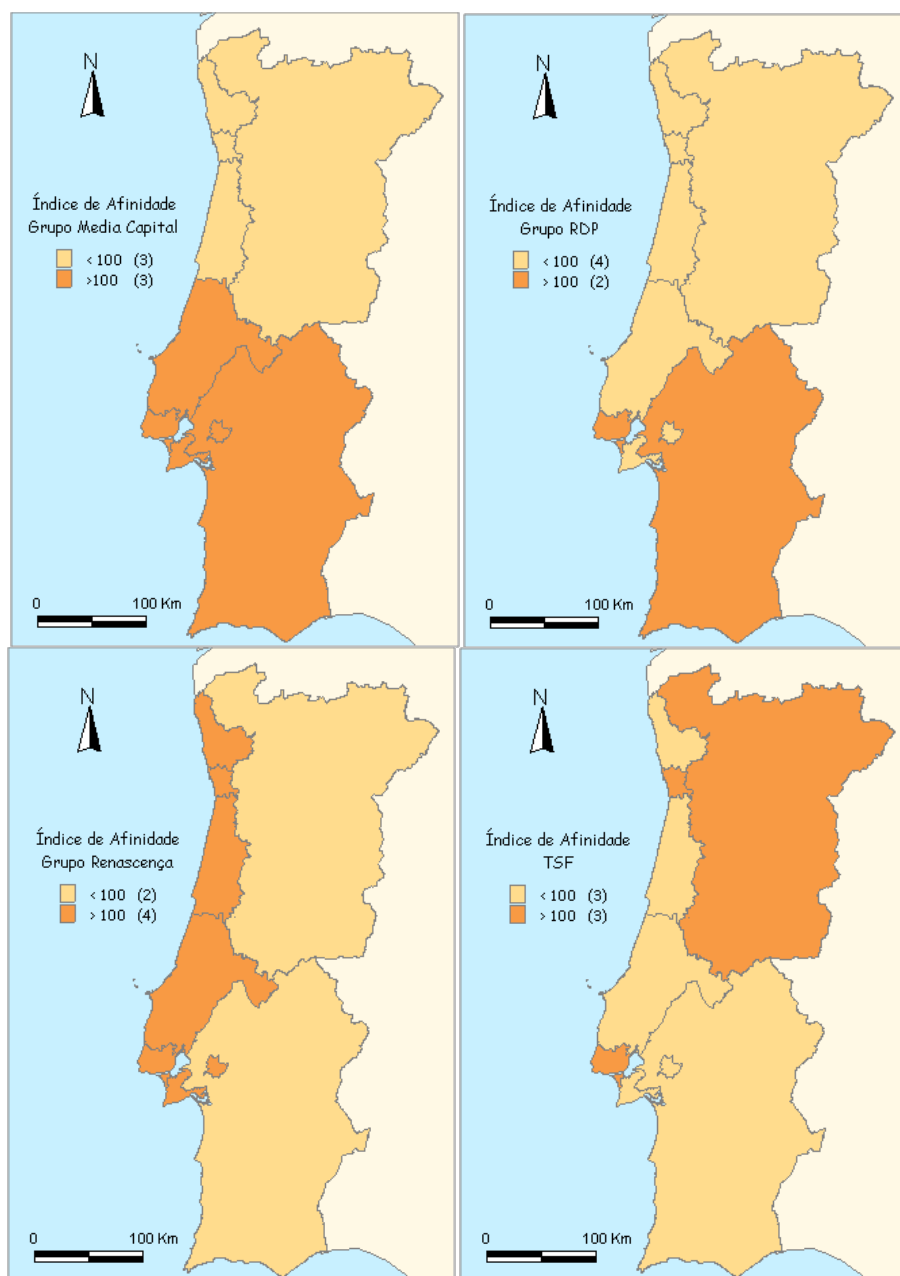 N
Índice de Afinidade
Grupo Media Capital
< 100 (3)
>100 (3)
0 100 Km
N
Índice de Afinidade
Grupo RDP
< 100 (4)
> 100 (2)
0 100 Km
N
Índice de Afinidade
Grupo Renascença
< 100 (2)
> 100 (4)
0 100 Km
N
Índice de Afinidade
TSF
< 100 (3)
> 100 (3)
0 100 Km